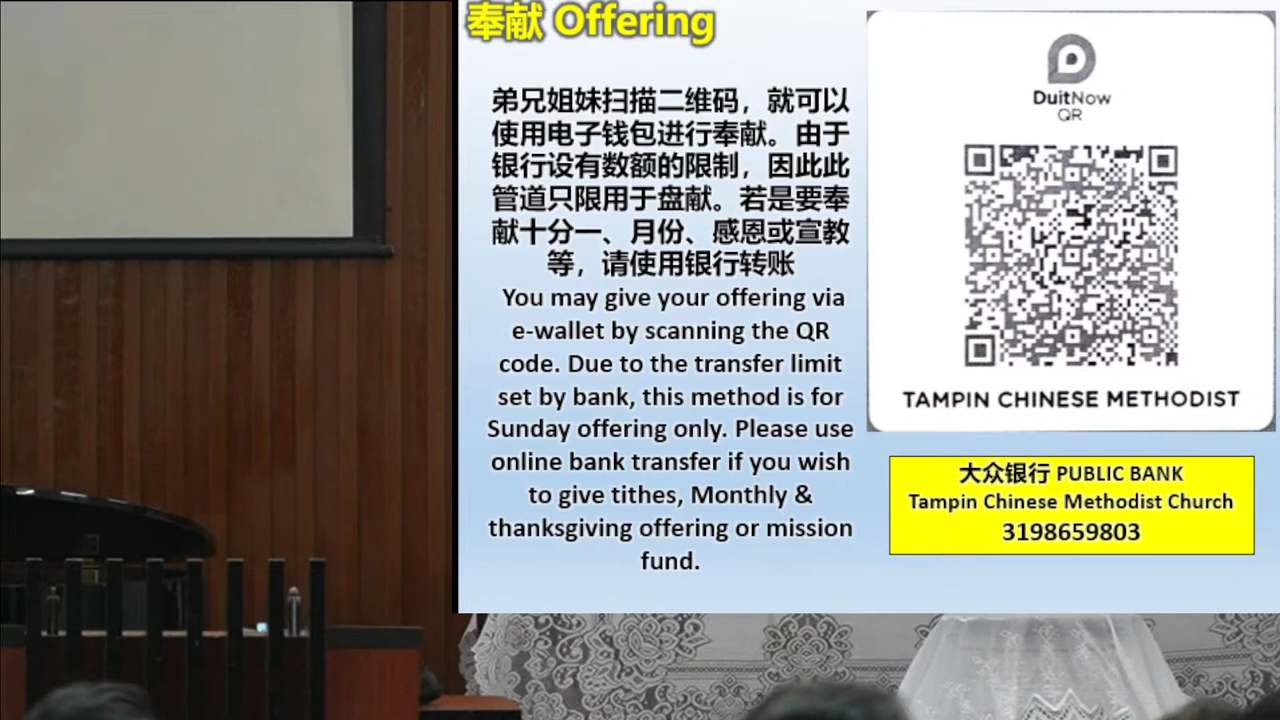 奉献 Offering
弟兄姐妹扫描二维码，就可以
使用电子钱包进行奉献。由于
银行设有数额的限制，因此此
管道只限用于盘献。若是要奉
献十分一、月份、感恩或宣教
等，请使用银行转账
You may give your offering via
e-wallet by scanning the QR
code. Due to the transfer limit
set by bank, this method is for
Sunday offering only. Please use
online bank transfer if you wish
to give tithes, Monthly &
thanksgiving offering or mission
fund.
DuitNow
QR
TAMPIN CHINESE METHODIST
大众银行 PUBLIC BANK
Tampin Chinese Methodist Church
3198659803